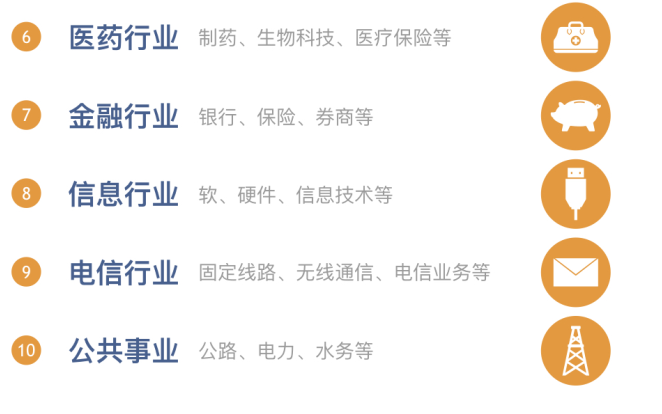 6 医药行业 制药、生物科技、医疗保险等
7 金融行业 银行、保险、券商等
8 信息行业 软、硬件、信息技术等
9 电信行业 固定线路、无线通信、电信业务等
10 公共事业 公路、电力、水务等